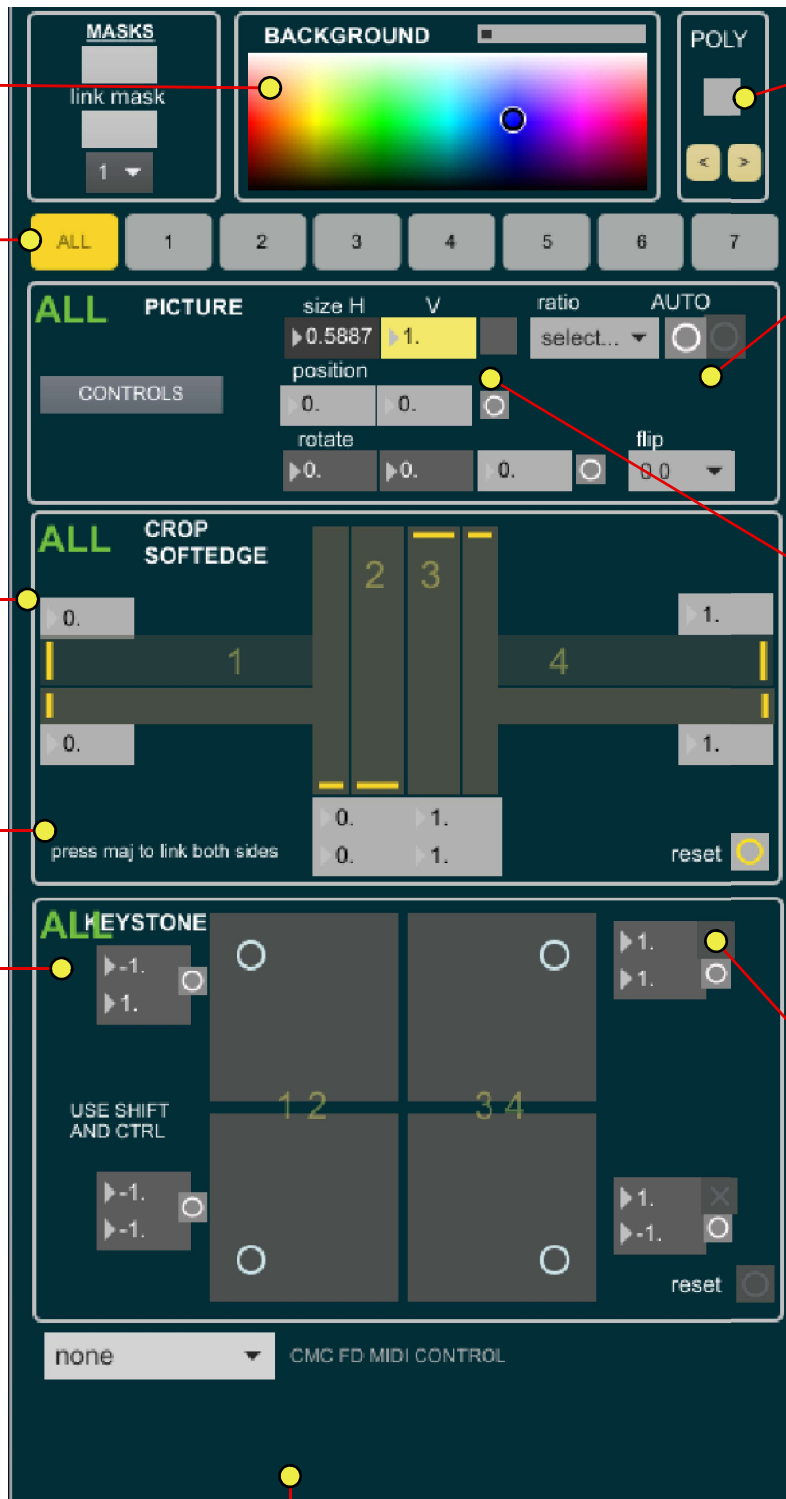 MASKS
BACKGROUND
POLY
link mask
1
< >
ALL 1 2 3 4 5 6 7
ALL PICTURE size H V ratio AUTO
0.5887 1. select...
CONTROLS
position
0. 0.
rotate flip
0. 0. 0. 0 0
ALL CROP
SOFTEDGE
2 3
0. 1.
1 4
0. 1.
0. 1.
press maj to link both sides 0. 1. reset
ALL KEYSTONE
-1. 1.
1. 1.
USE SHIFT
AND CTRL
1 2 3 4
-1. 1.
-1. -1.
reset
none CMC FD MIDI CONTROL